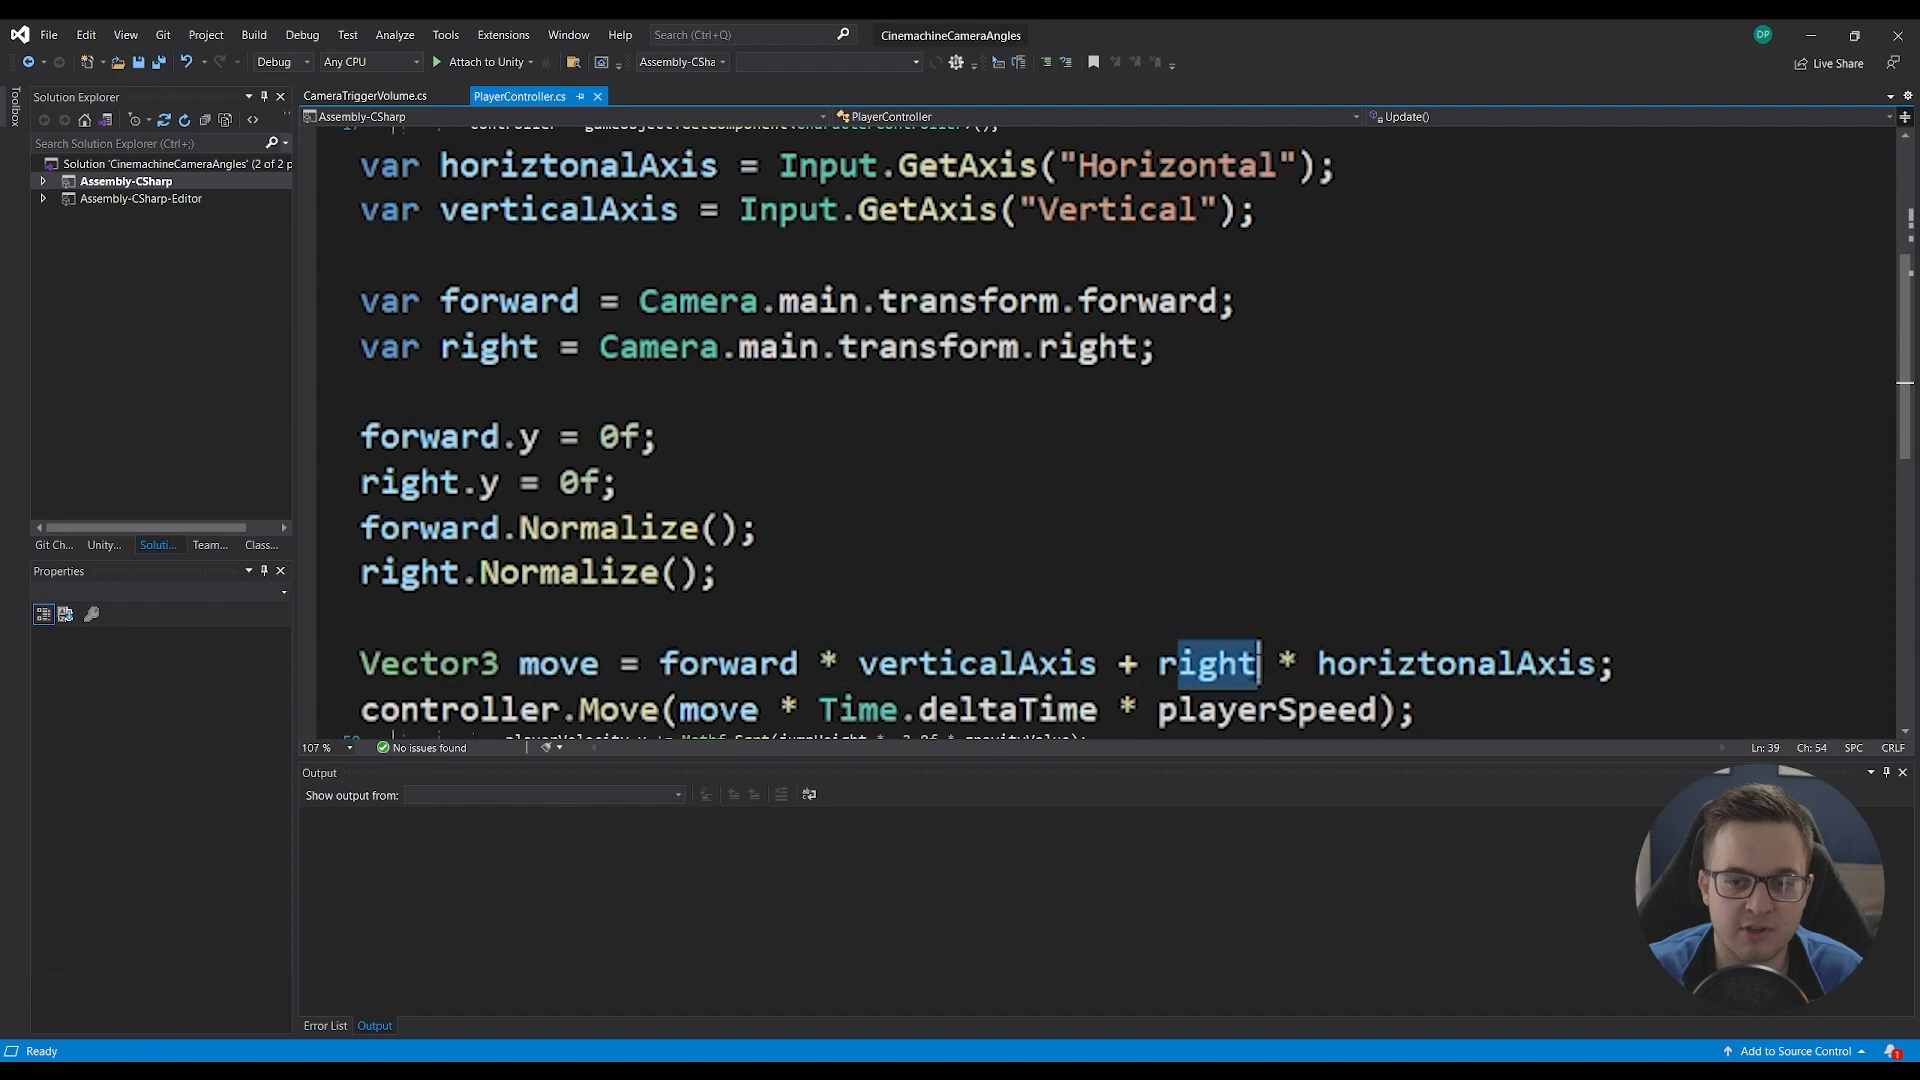 File Edit View Git Project Build Debug Test Analyze Tools Extensions Window Help Search (Ctrl+Q) CinemachineCameraAngles DP
Debug Any CPU Attach to Unity Assembly-CSha Live Share
Toolbox
Solution Explorer
Search Solution Explorer (Ctrl+;)
Solution 'CinemachineCameraAngles' (2 of 2 p
Assembly-CSharp
Assembly-CSharp-Editor
Git Ch... Unity... Soluti... Team... Class...
Properties
CameraTriggerVolume.cs PlayerController.cs
Assembly-CSharp PlayerController Update()
var horiztonalAxis = Input.GetAxis("Horizontal");
var verticalAxis = Input.GetAxis("Vertical");
var forward = Camera.main.transform.forward;
var right = Camera.main.transform.right;
forward.y = 0f;
right.y = 0f;
forward.Normalize();
right.Normalize();
Vector3 move = forward * verticalAxis + right * horiztonalAxis;
controller.Move(move * Time.deltaTime * playerSpeed);
107 % No issues found Ln: 39 Ch: 54 SPC CRLF
Output
Show output from:
Error List Output
Ready Add to Source Control 1